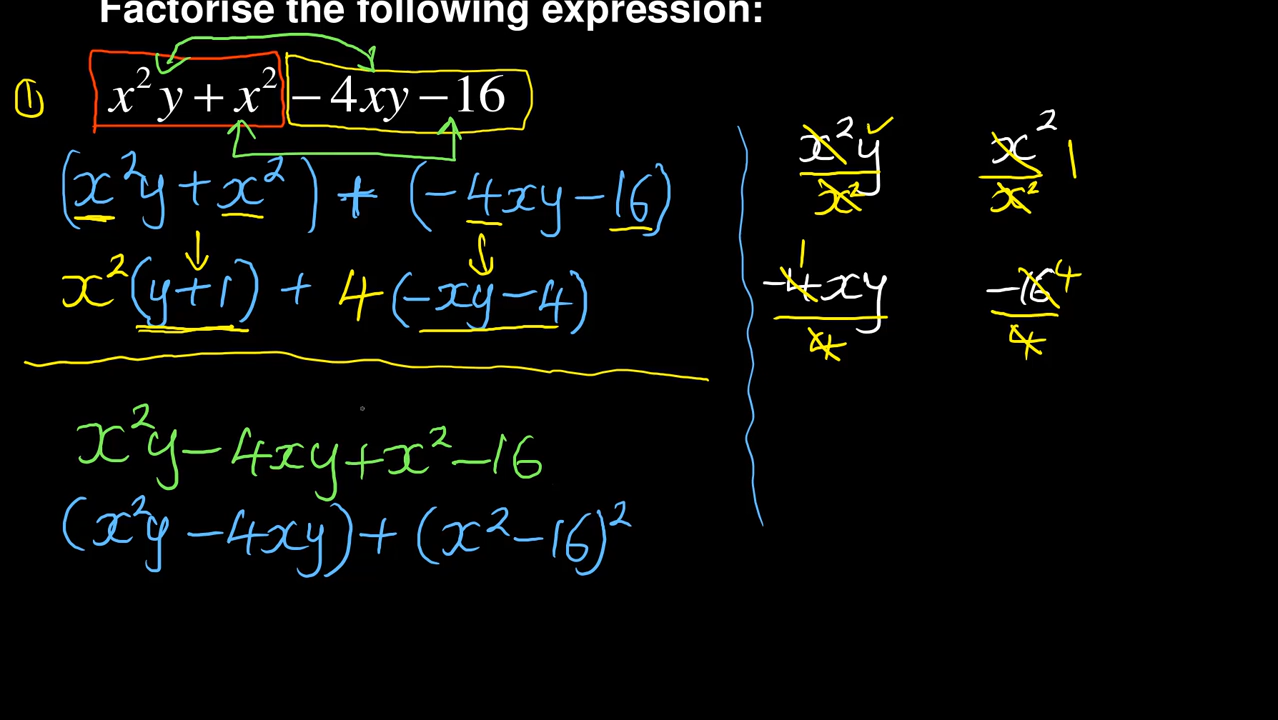 Factorise the following expression:
① x²y + x² − 4xy − 16
(x²y + x²) + (−4xy − 16)
x²(y + 1) + 4(−xy − 4)
x²y − 4xy + x² − 16
(x²y − 4xy) + (x² − 16)²
x²y ✓ x² 1
x² x²
1
−4xy −16 4
4 4